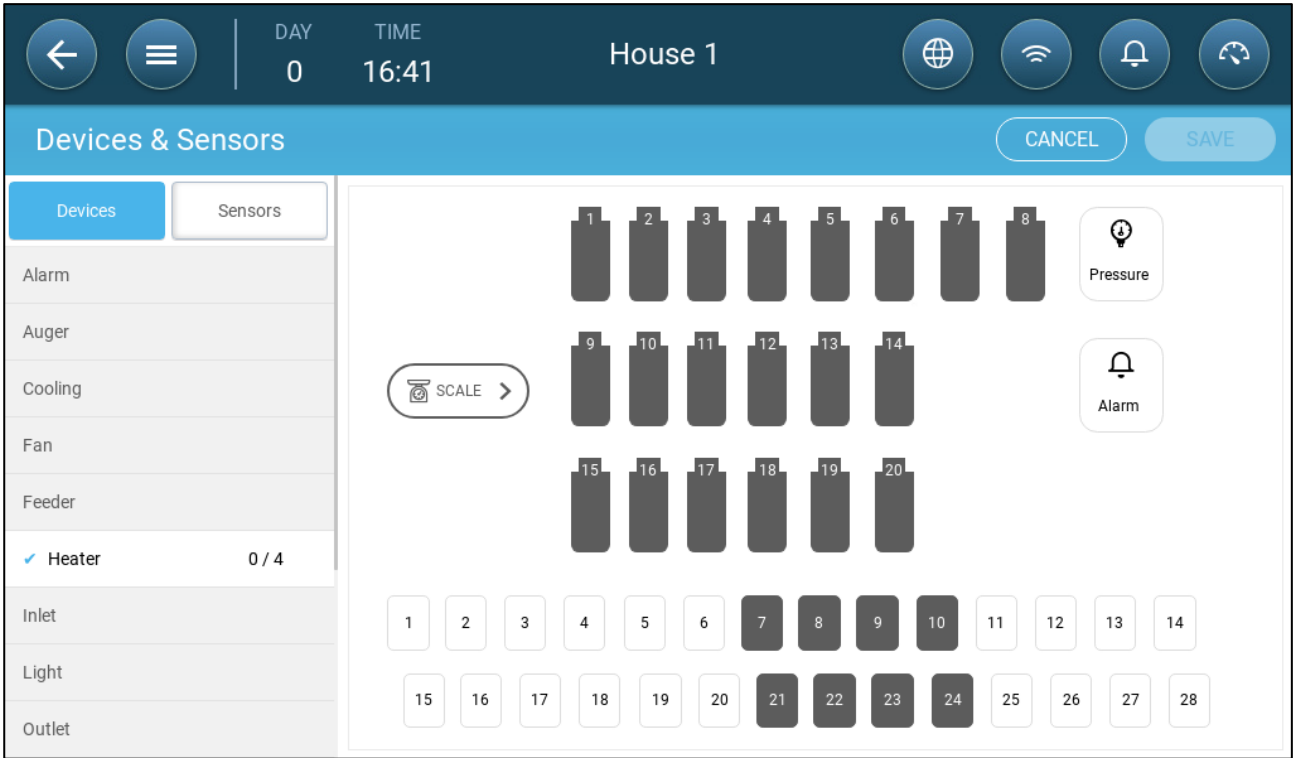 DAY TIME
0 16:41 House 1
Devices & Sensors CANCEL SAVE
Devices Sensors
Alarm
Auger
Cooling
Fan
Feeder
✔ Heater 0 / 4
Inlet
Light
Outlet
1 2 3 4 5 6 7 8
Pressure
9 10 11 12 13 14
SCALE
Alarm
15 16 17 18 19 20
1 2 3 4 5 6 7 8 9 10 11 12 13 14
15 16 17 18 19 20 21 22 23 24 25 26 27 28